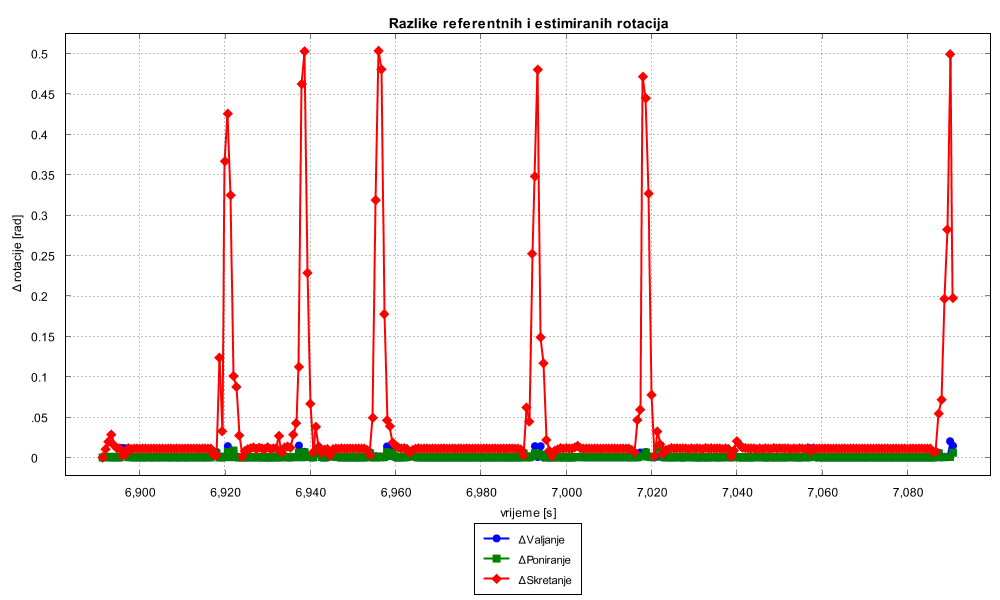 Razlike referentnih i estimiranih rotacija
Δ rotacije [rad]
0.5
0.45
0.4
0.35
0.3
0.25
0.2
0.15
0.1
.05
0
6,900 6,920 6,940 6,960 6,980 7,000 7,020 7,040 7,060 7,080
vrijeme [s]
ΔValjanje
ΔPoniranje
ΔSkretanje